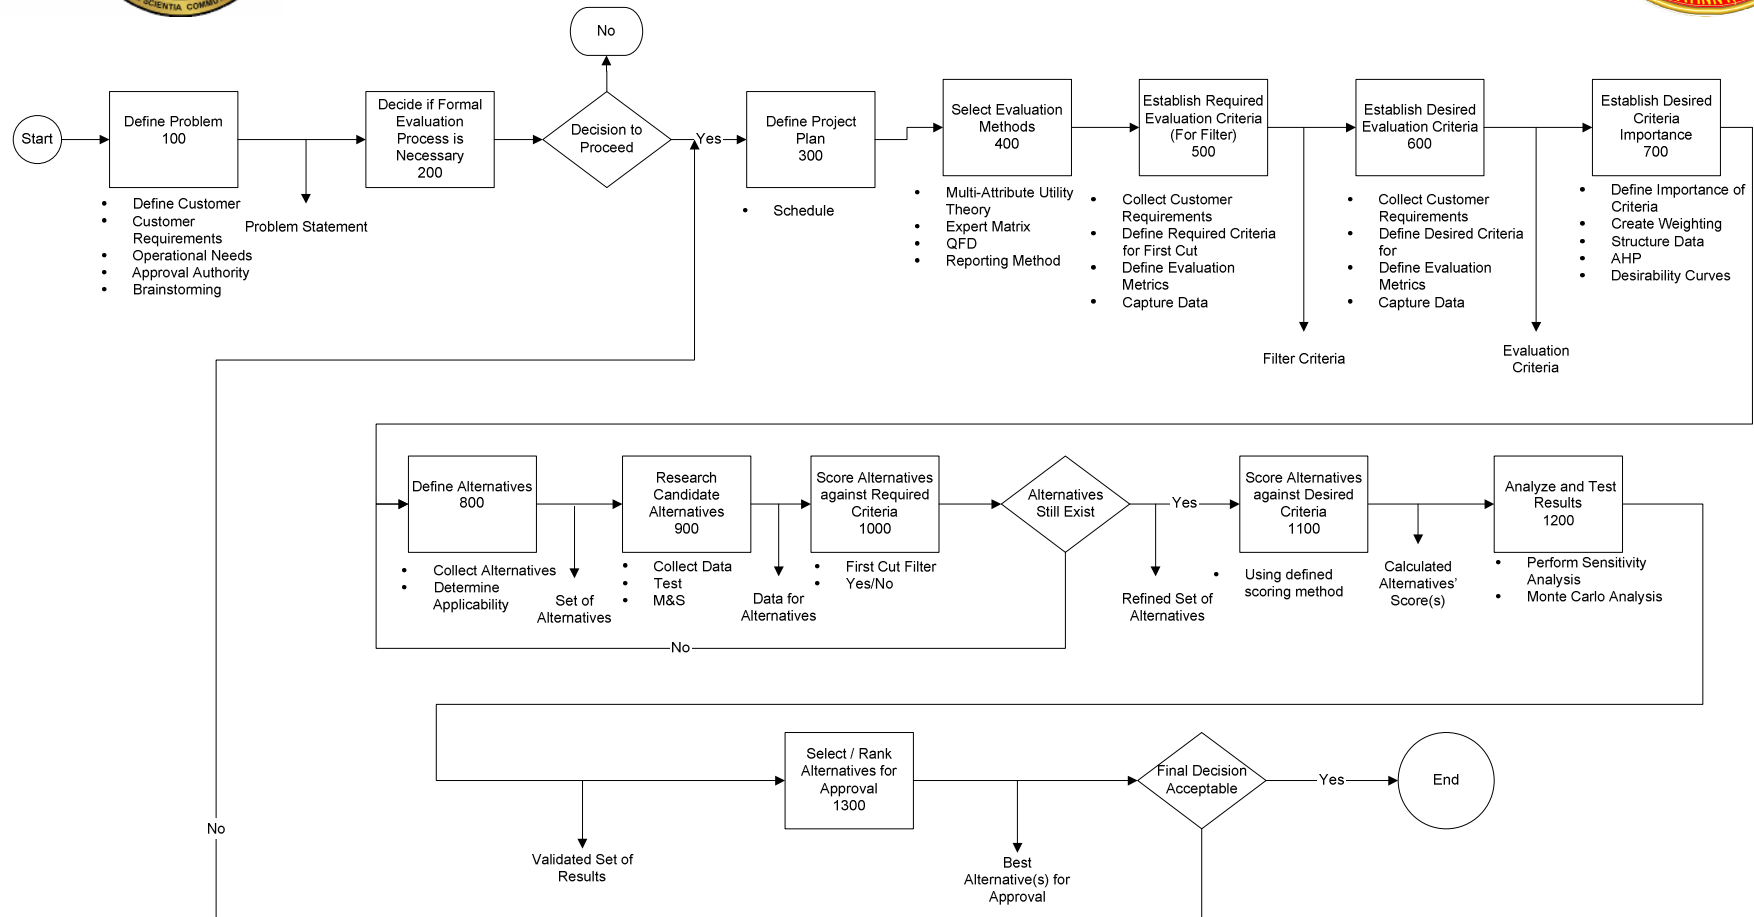 SCIENTIA COMMU
No
Start
Define Problem
100
Decide if Formal
Evaluation
Process is
Necessary
200
Decision to
Proceed
Yes
Define Project
Plan
300
Select Evaluation
Methods
400
Establish Required
Evaluation Criteria
(For Filter)
500
Establish Desired
Evaluation Criteria
600
Establish Desired
Criteria
Importance
700
• Define Customer
• Customer
Requirements
• Operational Needs
• Approval Authority
• Brainstorming
Problem Statement
• Schedule
• Multi-Attribute Utility
Theory
• Expert Matrix
• QFD
• Reporting Method
• Collect Customer
Requirements
• Define Required Criteria
for First Cut
• Define Evaluation
Metrics
• Capture Data
Filter Criteria
• Collect Customer
Requirements
• Define Desired Criteria
for
• Define Evaluation
Metrics
• Capture Data
Evaluation
Criteria
• Define Importance of
Criteria
• Create Weighting
• Structure Data
• AHP
• Desirability Curves
Define Alternatives
800
Research
Candidate
Alternatives
900
Score Alternatives
against Required
Criteria
1000
Alternatives
Still Exist
Yes
Score Alternatives
against Desired
Criteria
1100
Analyze and Test
Results
1200
• Collect Alternatives
• Determine
Applicability
Set of
Alternatives
• Collect Data
• Test
• M&S
Data for
Alternatives
• First Cut Filter
• Yes/No
Refined Set of
Alternatives
• Using defined
scoring method
Calculated
Alternatives'
Score(s)
• Perform Sensitivity
Analysis
• Monte Carlo Analysis
No
Select / Rank
Alternatives for
Approval
1300
Final Decision
Acceptable
Yes
End
No
Validated Set of
Results
Best
Alternative(s) for
Approval